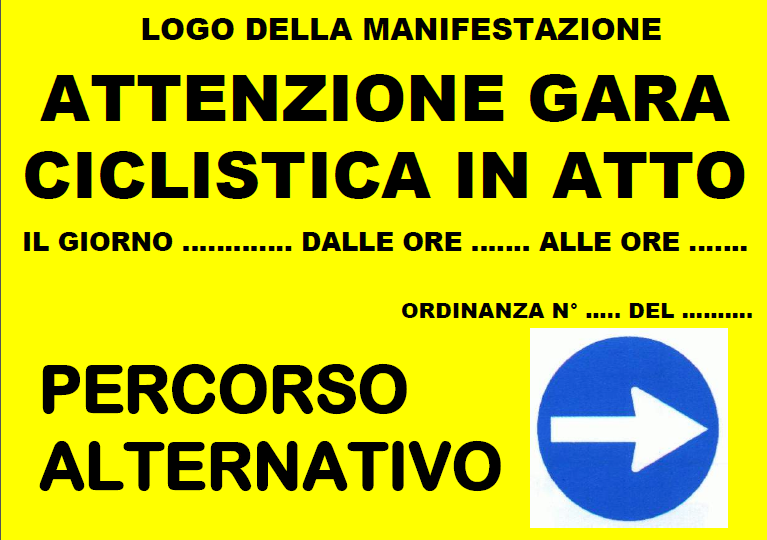 LOGO DELLA MANIFESTAZIONE
ATTENZIONE GARA
CICLISTICA IN ATTO
IL GIORNO ............. DALLE ORE ....... ALLE ORE .......
ORDINANZA N° ..... DEL ..........
PERCORSO
ALTERNATIVO